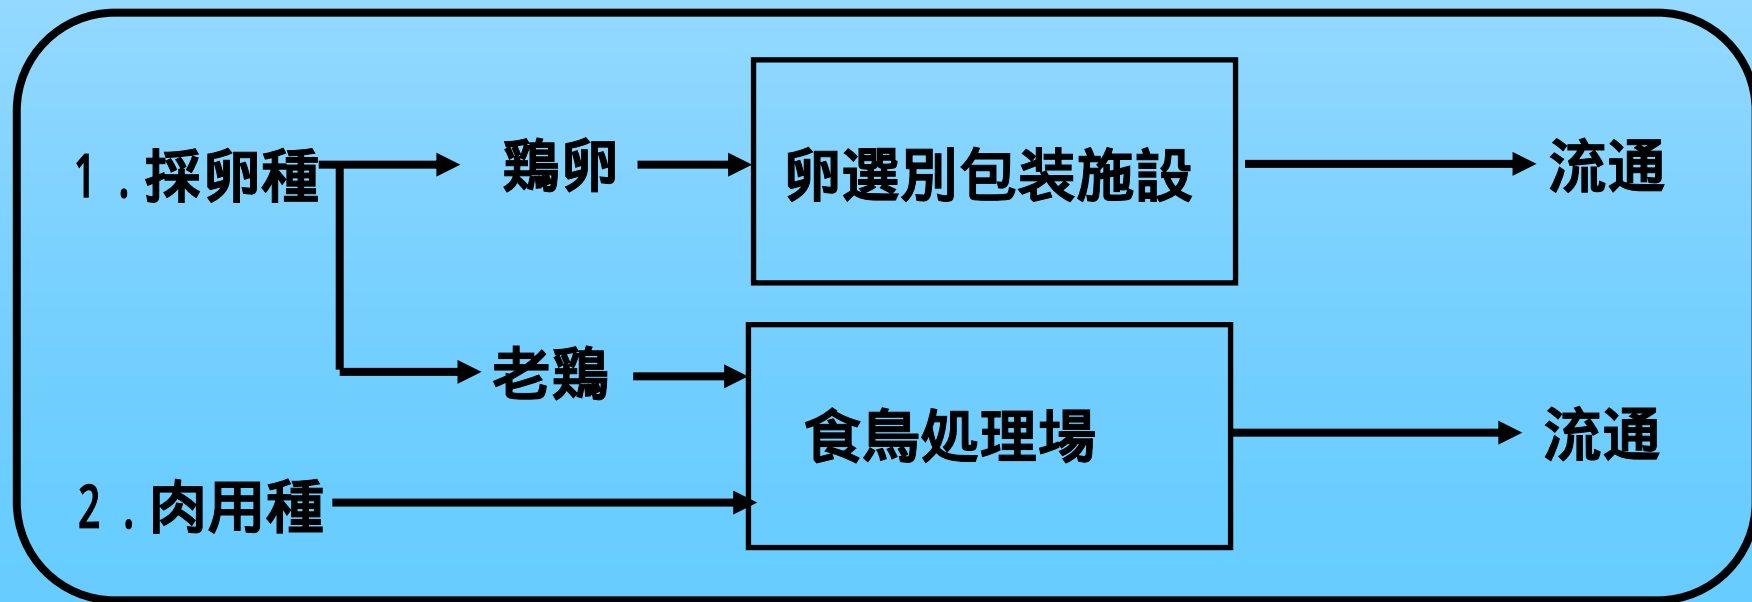 1.採卵種
鶏卵
卵選別包装施設
流通
老鶏
食鳥処理場
流通
2.肉用種